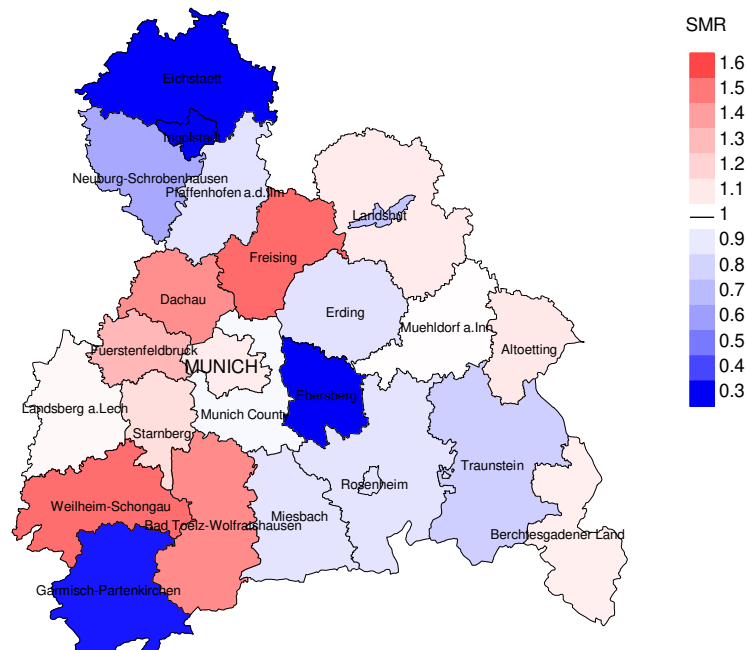 SMR
1.6
1.5
1.4
1.3
1.2
1.1
1
0.9
0.8
0.7
0.6
0.5
0.4
0.3
Eichstaett
Ingolstadt
Neuburg-Schrobenhausen
Pfaffenhofen a.d.Ilm
Landshut
Freising
Dachau
Erding
Muehldorf a.Inn
Altoetting
Fuerstenfeldbruck
MUNICH
Ebersberg
Landsberg a.Lech
Munich County
Starnberg
Traunstein
Rosenheim
Weilheim-Schongau
Miesbach
Bad Toelz-Wolfratshausen
Berchtesgadener Land
Garmisch-Partenkirchen